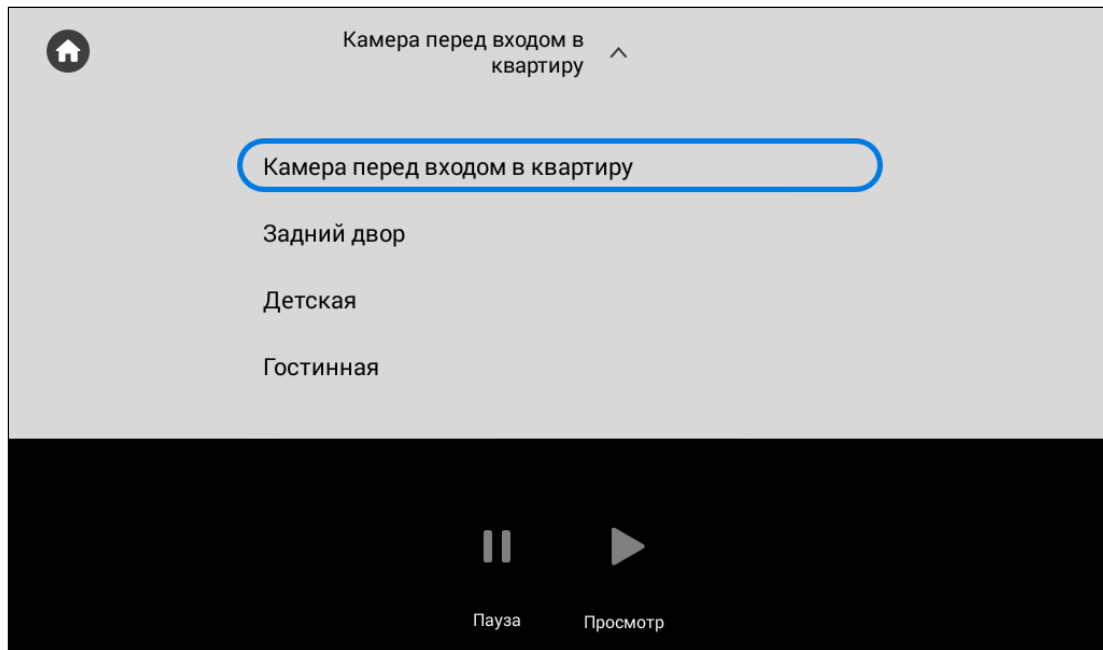 Камера перед входом в
квартиру
Камера перед входом в квартиру
Задний двор
Детская
Гостинная
Пауза
Просмотр